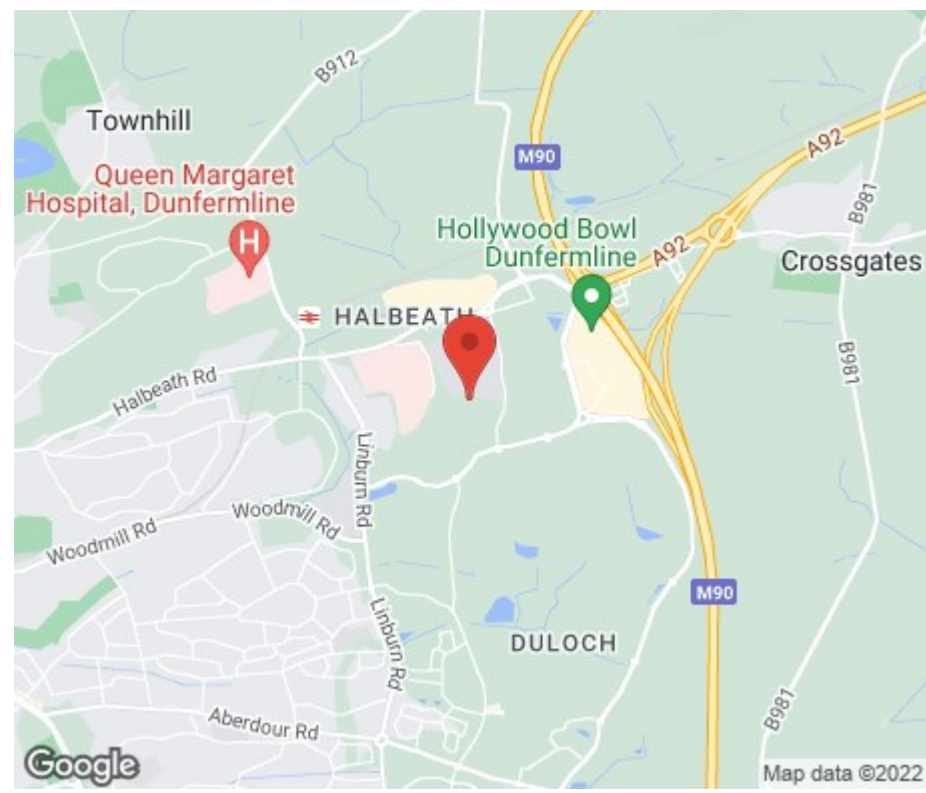 B912
Townhill
M90
A92
Queen Margaret
Hospital, Dunfermline
H
Hollywood Bowl
Dunfermline
A92
B981
Crossgates
HALBEATH
Halbeath Rd
B981
Linburn Rd
Woodmill Rd
Woodmill Rd
M90
Linburn Rd
DULOCH
Aberdour Rd
B981
Google
Map data ©2022